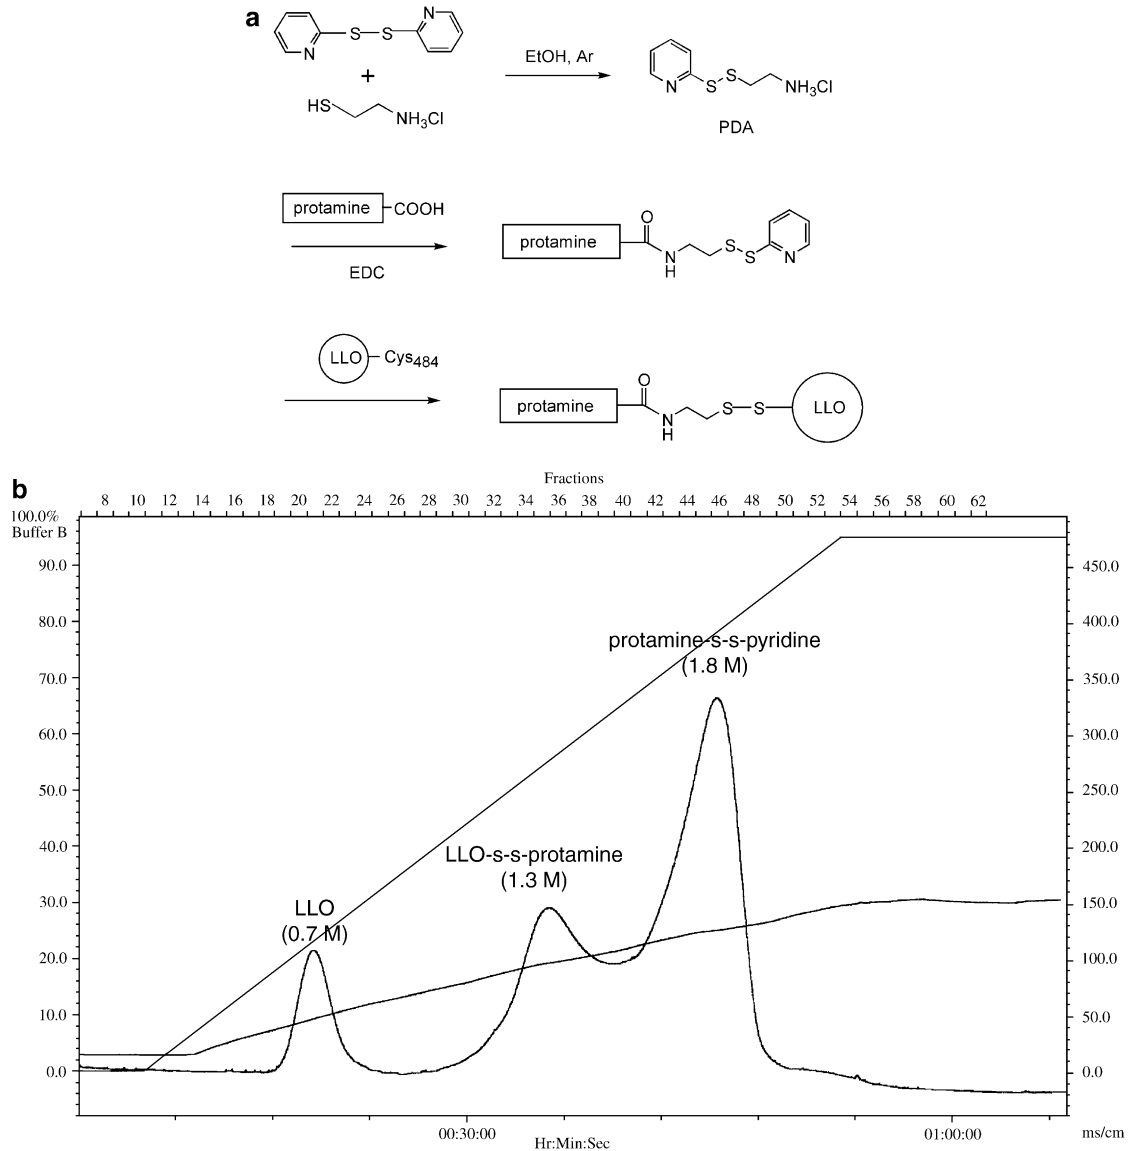 a
N
S
S
N
+
HS
NH3Cl
EtOH, Ar
N
S
S
NH3Cl
PDA
protamine
COOH
EDC
protamine
O
N
H
S
S
N
LLO
Cys484
protamine
O
N
H
S
S
LLO
b
Fractions
8 10 12 14 16 18 20 22 24 26 28 30 32 34 36 38 40 42 44 46 48 50 52 54 56 58 60 62
100.0%
Buffer B
90.0
80.0
70.0
60.0
50.0
40.0
30.0
20.0
10.0
0.0
protamine-s-s-pyridine
(1.8 M)
LLO-s-s-protamine
(1.3 M)
LLO
(0.7 M)
450.0
400.0
350.0
300.0
250.0
200.0
150.0
100.0
50.0
0.0
00:30:00
01:00:00
Hr:Min:Sec
ms/cm